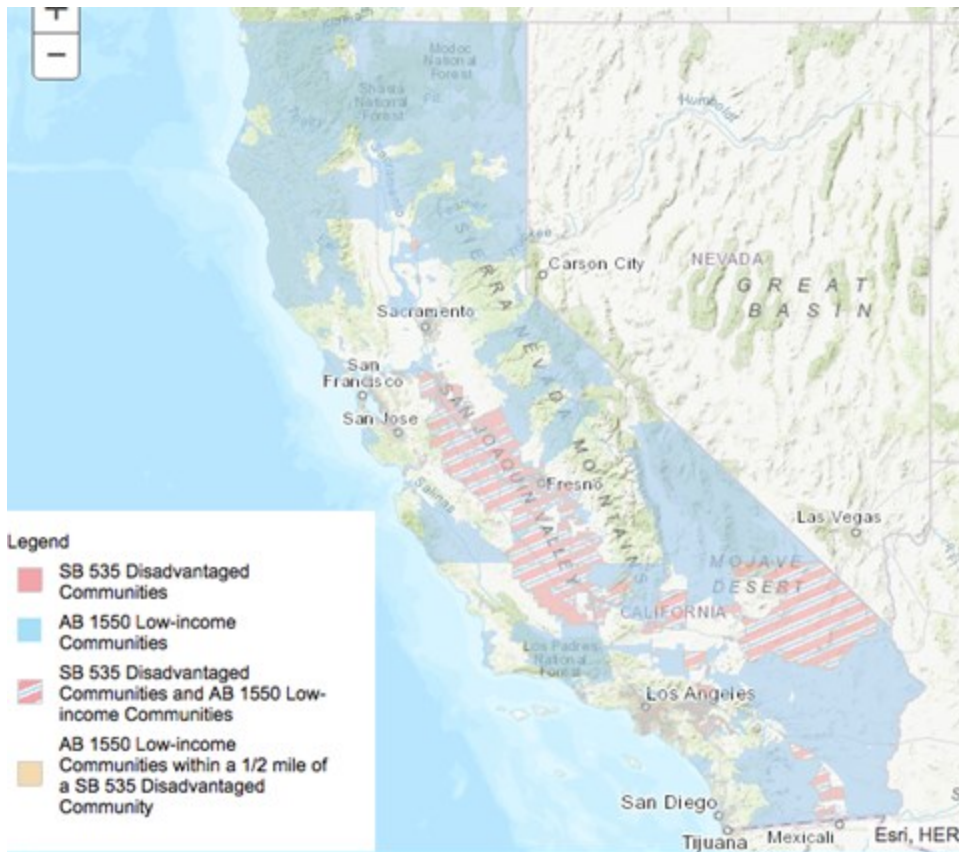 +
−
Modoc
National
Forest
Shasta
National
Forest
Pit
Humboldt
Carson City
NEVADA
GREAT
BASIN
SIERRA NEVADA MOUNTAINS
Sacramento
San
Francisco
San Jose
SAN JOAQUIN VALLEY
Fresno
Salinas
Las Vegas
MOJAVE
DESERT
CALIFORNIA
Los Padres
National
Forest
Los Angeles
San Diego
Tijuana
Mexicali
Esri, HER
Legend
SB 535 Disadvantaged
Communities
AB 1550 Low-income
Communities
SB 535 Disadvantaged
Communities and AB 1550 Low-
income Communities
AB 1550 Low-income
Communities within a 1/2 mile of
a SB 535 Disadvantaged
Community